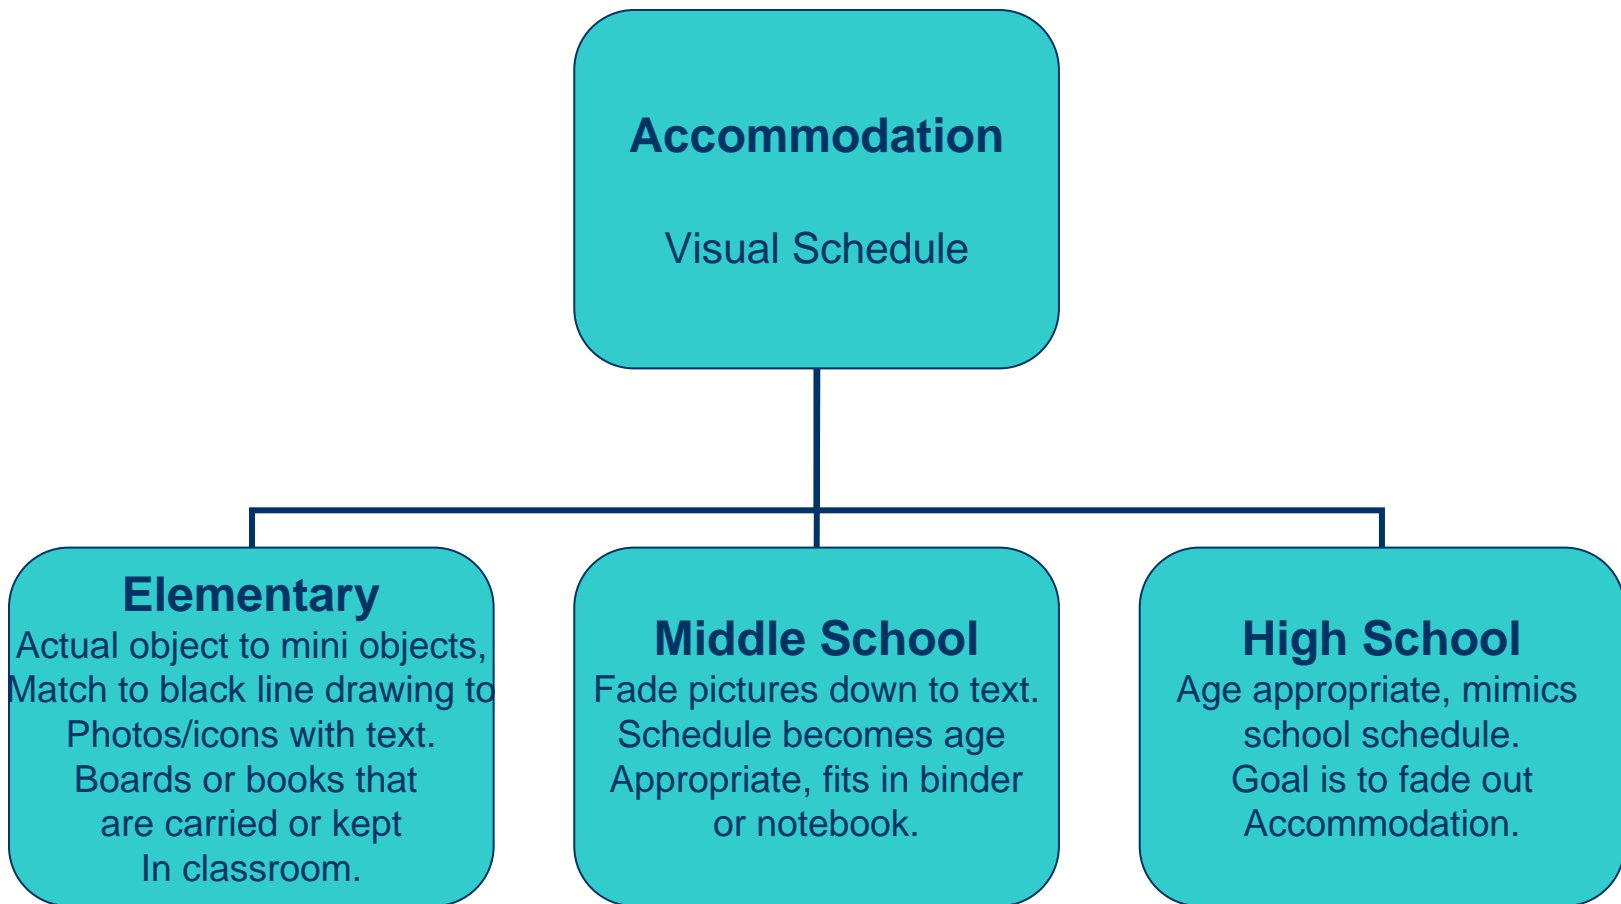 Accommodation
Visual Schedule
Elementary
Actual object to mini objects,
Match to black line drawing to
Photos/icons with text.
Boards or books that
are carried or kept
In classroom.
Middle School
Fade pictures down to text.
Schedule becomes age
Appropriate, fits in binder
or notebook.
High School
Age appropriate, mimics
school schedule.
Goal is to fade out
Accommodation.